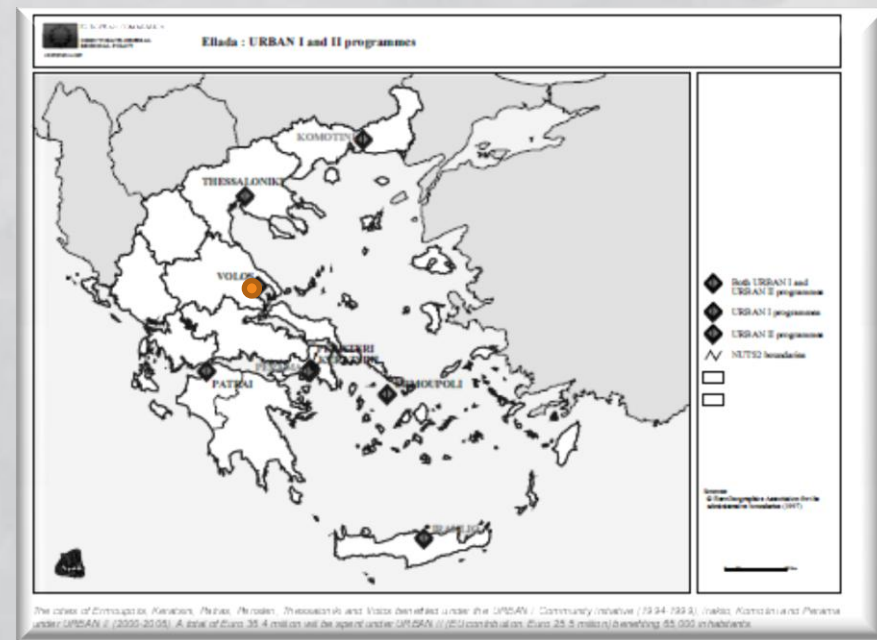 Ellada : URBAN I and II programmes
KOMOTINI
THESSALONIKI
VOLOS
PATRAI
Both URBAN I and
URBAN II programmes
URBAN I programmes
URBAN II programmes
NUTS2 boundaries
The cities of Ermoupolis, Keratsini, Patras, Peristeri, Thessaloniki and Volos benefited under the URBAN I Community Initiative (1994-1999), Iraklio, Komotini and Perama
under URBAN II (2000-2006). A total of Euro 36.4 million will be spent under URBAN II (EU contribution: Euro 25.5 million) benefiting 65,000 inhabitants.